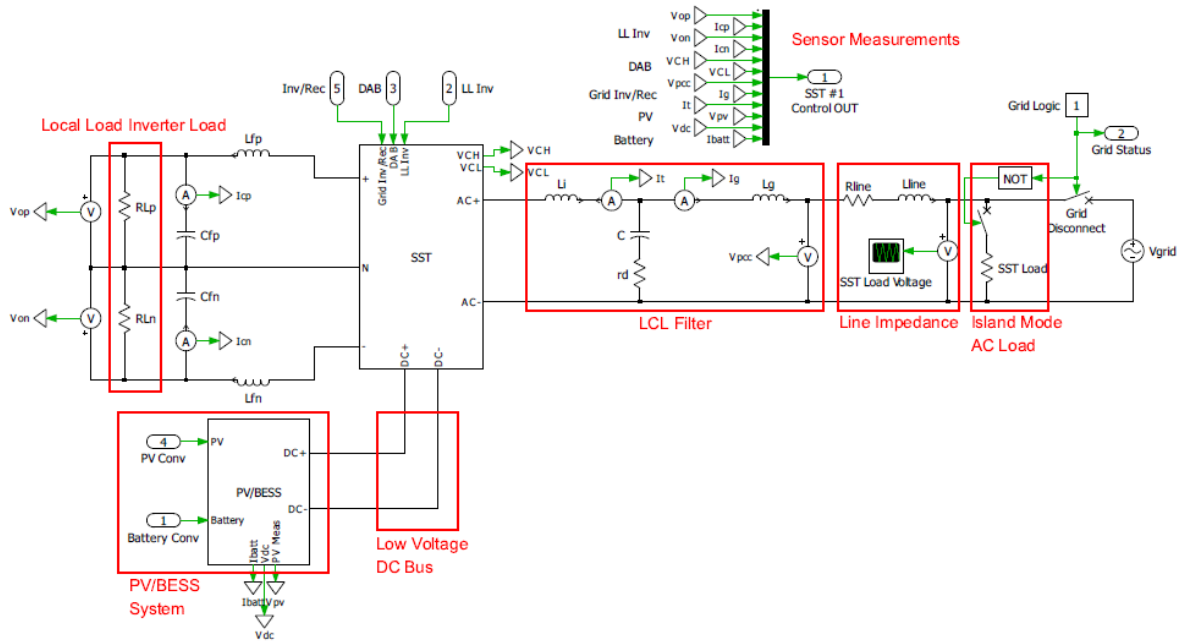 Vop
Icp
LL Inv
Von
Icn
Sensor Measurements
VCH
DAB
VCL
Vpcc
1
SST #1
Control OUT
Grid Inv/Rec
Ig
It
PV
Vpv
Vdc
Battery
Ibatt
Inv/Rec
5
DAB
3
2
LL Inv
Grid Logic
1
2
Grid Status
Local Load Inverter Load
Lfp
Grid Inv/Rec
DAB
LLInv
VCH
VCH
VCL
VCL
NOT
+
AC+
Li
A
It
A
Ig
Lg
Rline
Lline
Grid
Disconnect
+
V
Vop
RLp
A
Icp
Cfp
C
rd
+
V
Vpcc
+
V
SST Load Voltage
SST Load
Vgrid
SST
N
Cfn
Von
V
+
RLn
A
Icn
AC-
-
Lfn
DC+
DC-
LCL Filter
Line Impedance
Island Mode
AC Load
4
PV Conv
PV
DC+
PV/BESS
DC-
1
Battery Conv
Battery
Ibatt
Vdc
PV Meas
Low Voltage
DC Bus
PV/BESS
System
Ibatt
Vpv
Vdc